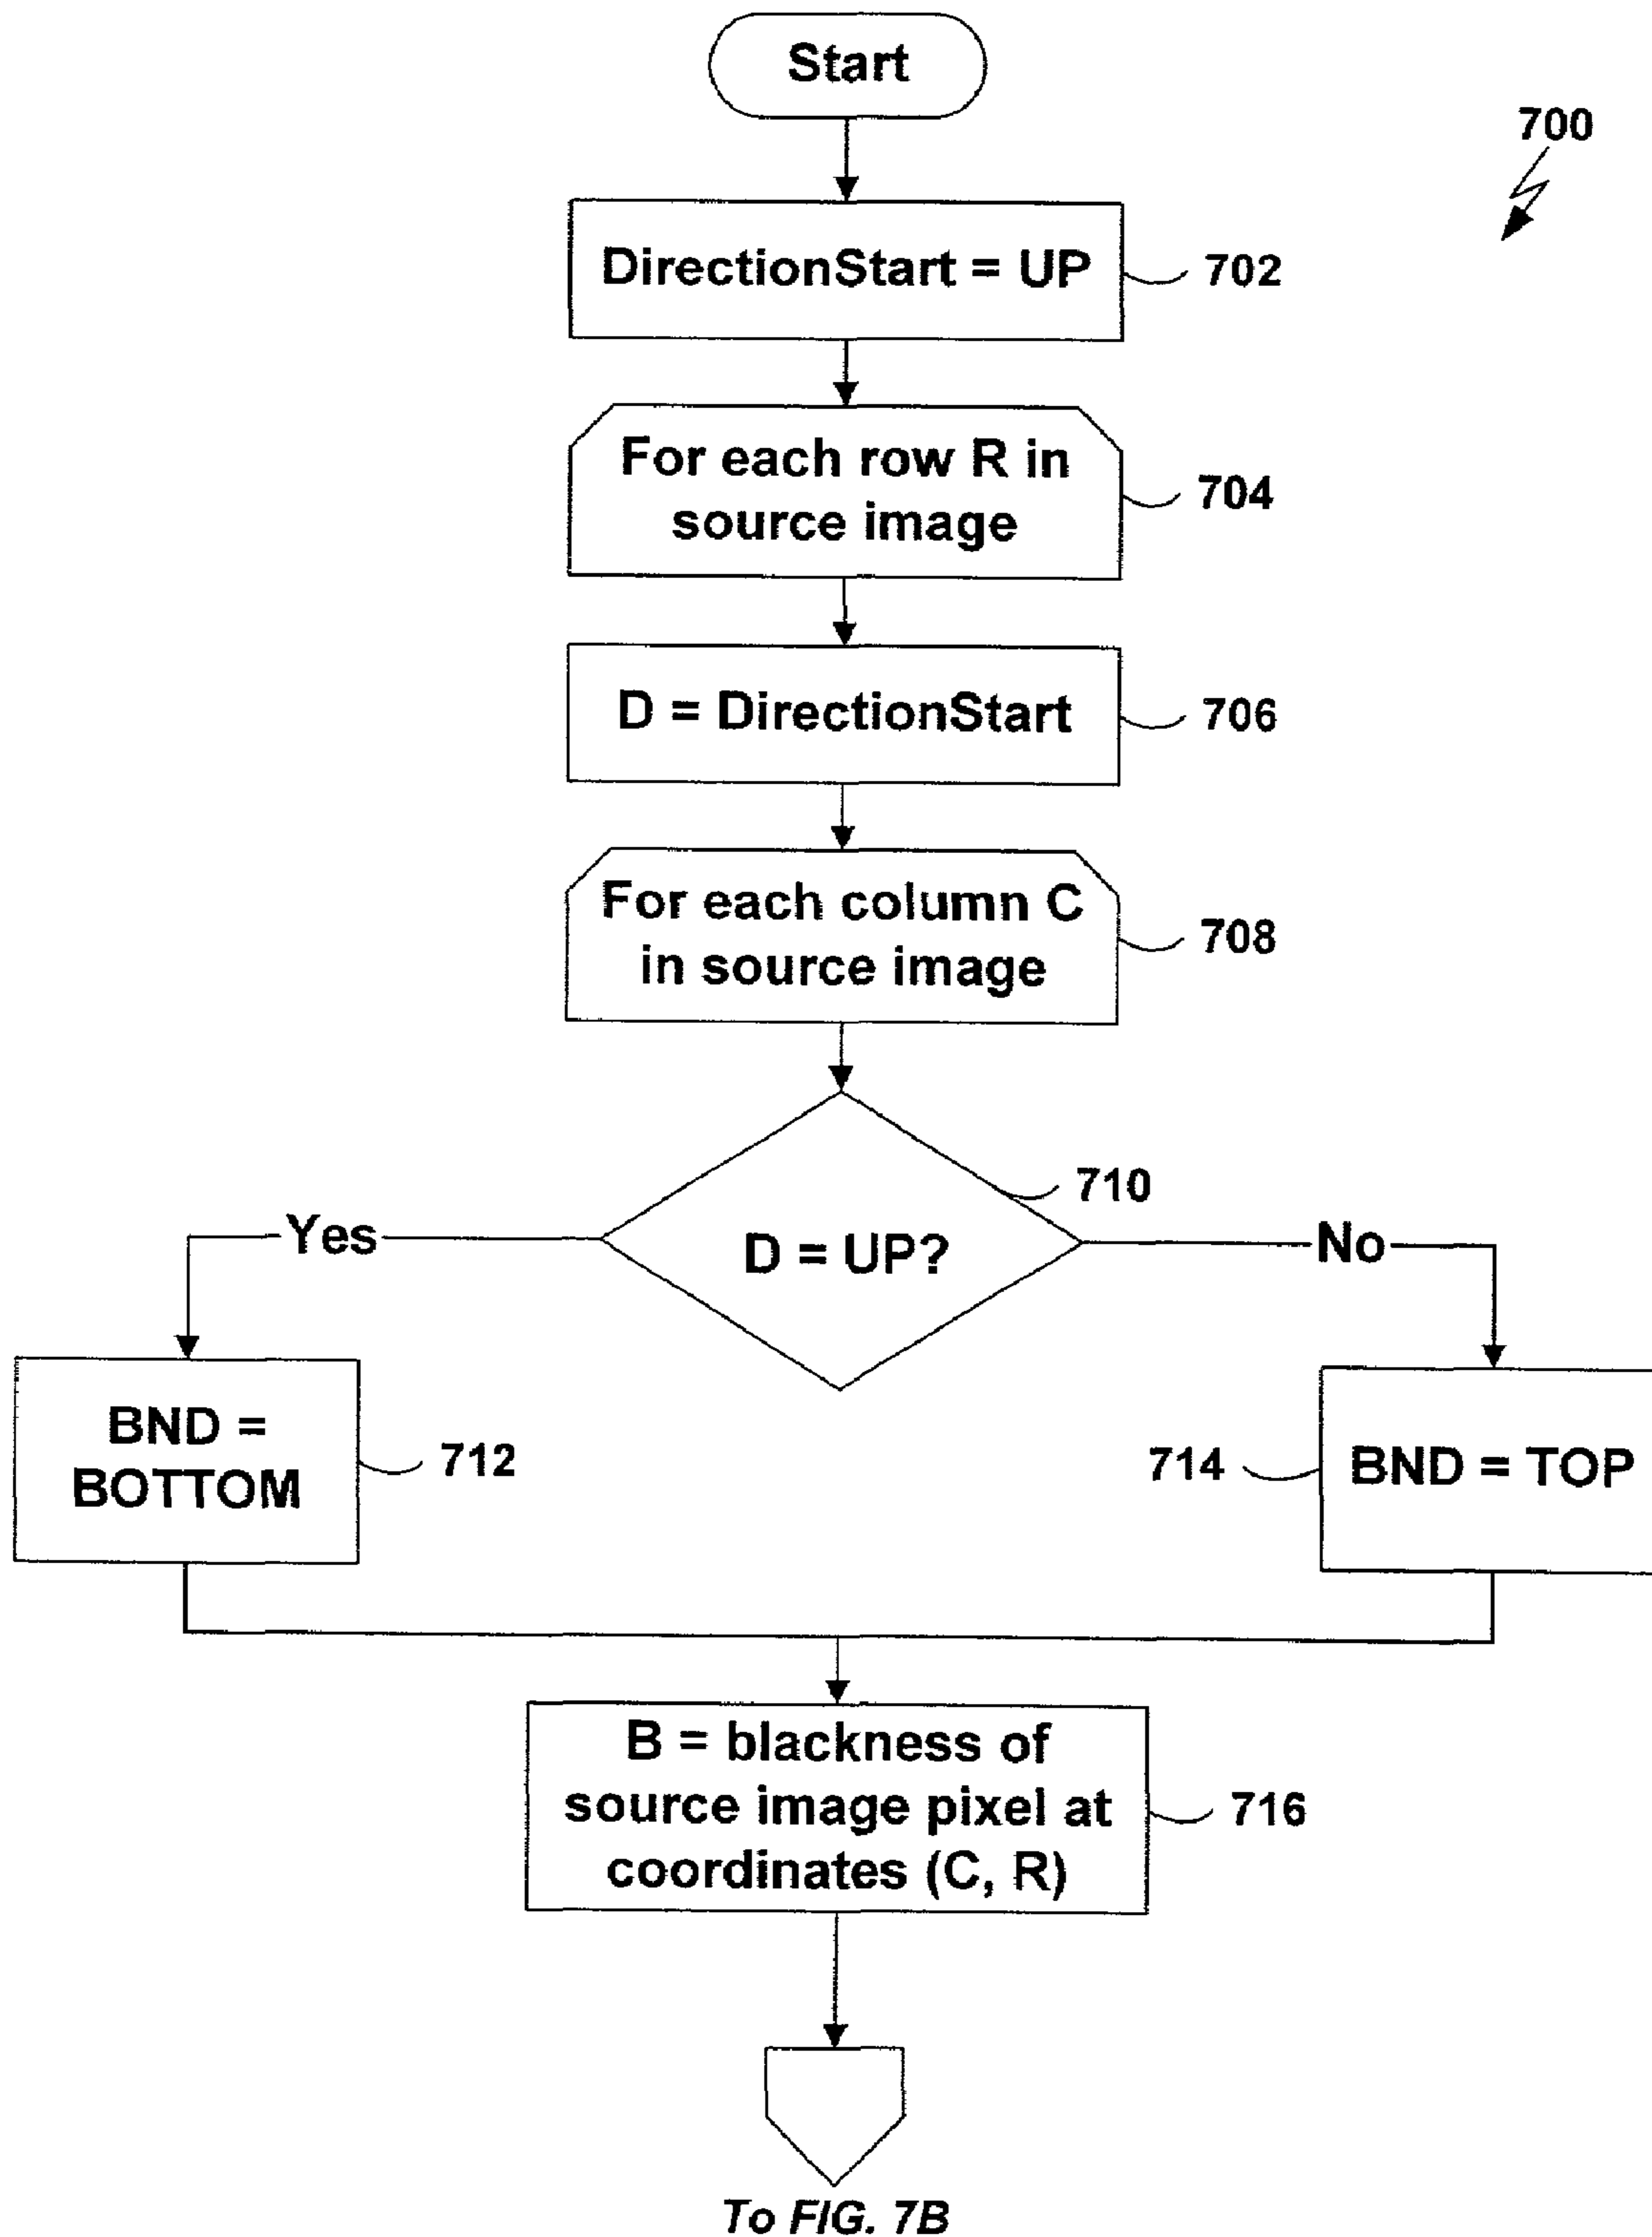 Start
700
DirectionStart = UP
702
For each row R in
source image
704
D = DirectionStart
706
For each column C
in source image
708
710
D = UP?
Yes
No
BND =
BOTTOM
712
714
BND = TOP
B = blackness of
source image pixel at
coordinates (C, R)
716
To FIG. 7B